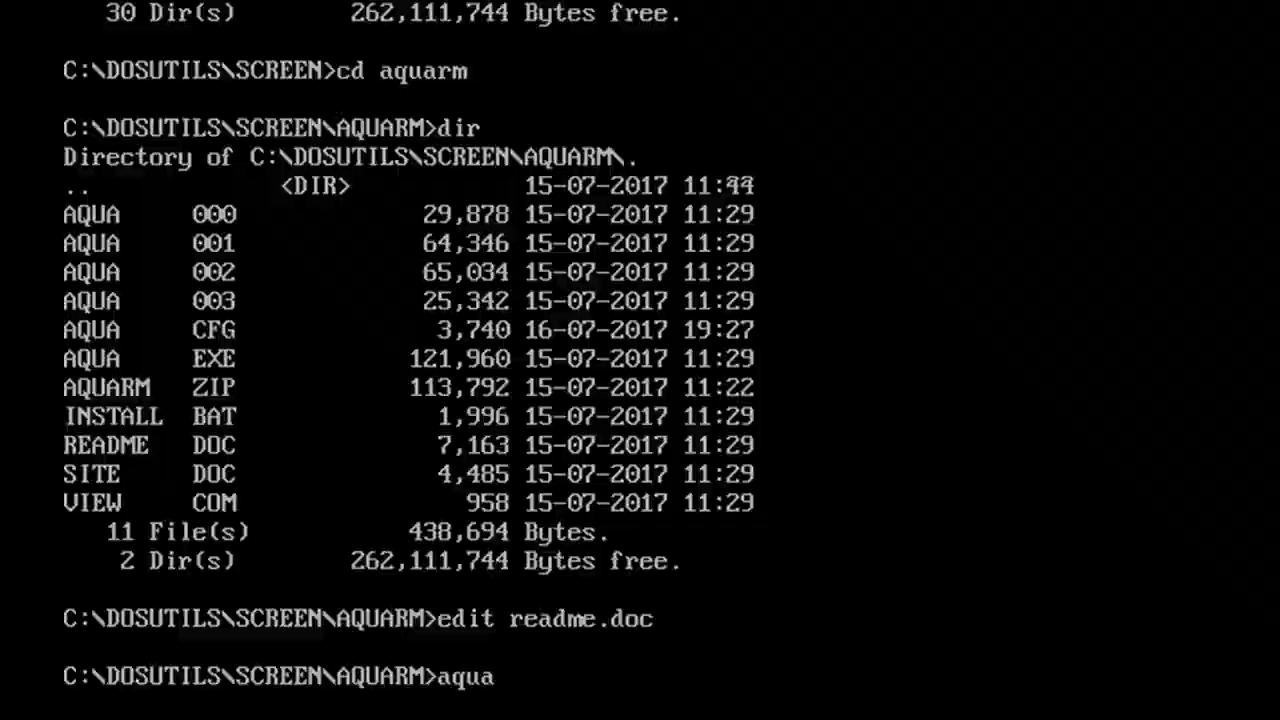 30 Dir(s) 262,111,744 Bytes free.
C:\DOSUTILS\SCREEN>cd aquarm
C:\DOSUTILS\SCREEN\AQUARM>dir
Directory of C:\DOSUTILS\SCREEN\AQUARM\.
.. <DIR> 15-07-2017 11:44
AQUA 000 29,878 15-07-2017 11:29
AQUA 001 64,346 15-07-2017 11:29
AQUA 002 65,034 15-07-2017 11:29
AQUA 003 25,342 15-07-2017 11:29
AQUA CFG 3,740 16-07-2017 19:27
AQUA EXE 121,960 15-07-2017 11:29
AQUARM ZIP 113,792 15-07-2017 11:22
INSTALL BAT 1,996 15-07-2017 11:29
README DOC 7,163 15-07-2017 11:29
SITE DOC 4,485 15-07-2017 11:29
VIEW COM 958 15-07-2017 11:29
11 File(s) 438,694 Bytes.
2 Dir(s) 262,111,744 Bytes free.
C:\DOSUTILS\SCREEN\AQUARM>edit readme.doc
C:\DOSUTILS\SCREEN\AQUARM>aqua